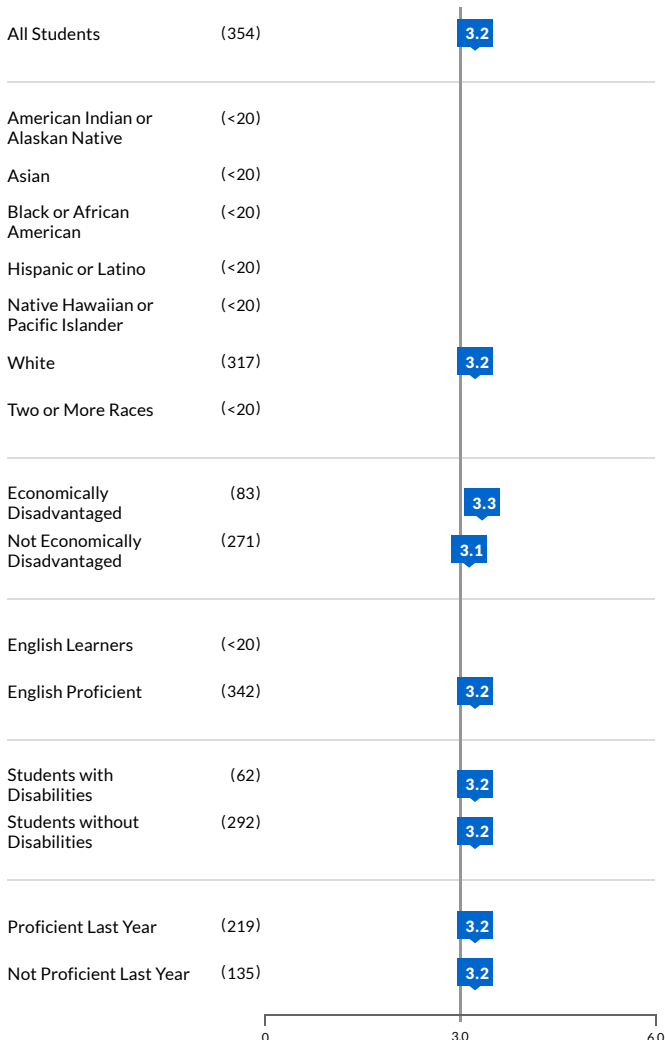 All Students (354) 3.2
American Indian or
Alaskan Native (<20)
Asian (<20)
Black or African
American (<20)
Hispanic or Latino (<20)
Native Hawaiian or
Pacific Islander (<20)
White (317) 3.2
Two or More Races (<20)
Economically
Disadvantaged (83) 3.3
Not Economically
Disadvantaged (271) 3.1
English Learners (<20)
English Proficient (342) 3.2
Students with
Disabilities (62) 3.2
Students without
Disabilities (292) 3.2
Proficient Last Year (219) 3.2
Not Proficient Last Year (135) 3.2
0 3.0 6.0